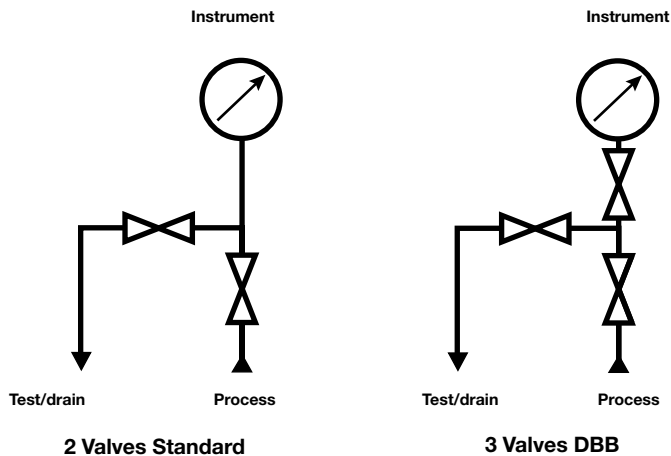 Instrument
Instrument
Test/drain
Process
Test/drain
Process
2 Valves Standard
3 Valves DBB